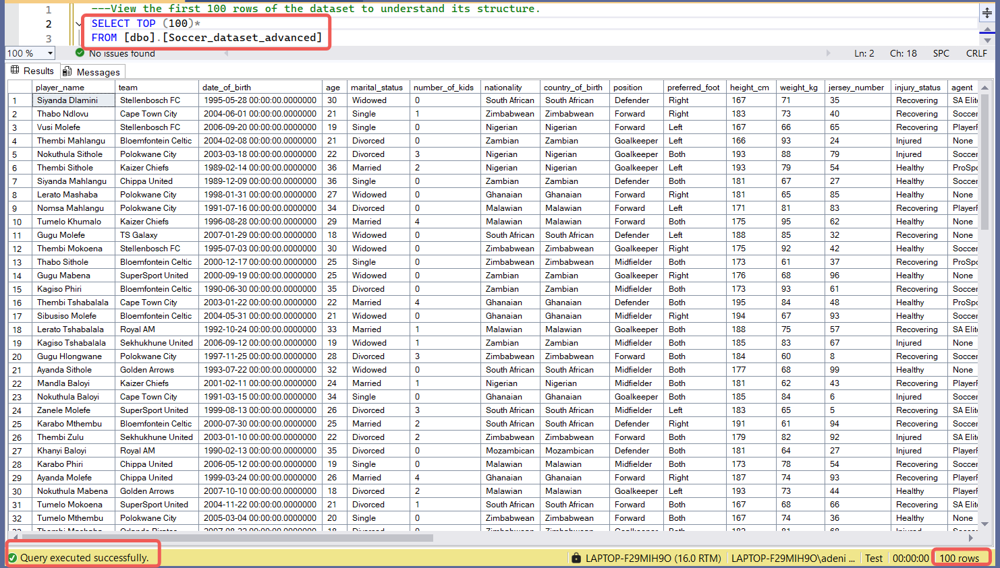 1 ---View the first 100 rows of the dataset to understand its structure.
2 SELECT TOP (100)*
3 FROM [dbo].[Soccer_dataset_advanced]
100 % No issues found Ln: 2 Ch: 18 SPC CRLF
Results Messages
player_name team date_of_birth age marital_status number_of_kids nationality country_of_birth position preferred_foot height_cm weight_kg jersey_number injury_status agent
1 Siyanda Dlamini Stellenbosch FC 1995-05-28 00:00:00.0000000 30 Widowed 0 South African South African Defender Right 167 71 35 Recovering SA Elit
2 Thabo Ndlovu Cape Town City 2004-06-01 00:00:00.0000000 21 Single 1 Zimbabwean Zimbabwean Forward Right 183 73 40 Recovering Soccer
3 Vusi Molefe Stellenbosch FC 2006-09-20 00:00:00.0000000 19 Single 0 Nigerian Nigerian Forward Left 167 66 65 Recovering PlayerF
4 Thembi Mahlangu Bloemfontein Celtic 2004-02-08 00:00:00.0000000 21 Divorced 0 Zambian Zambian Goalkeeper Left 166 93 24 Injured None
5 Nokuthula Sithole Polokwane City 2003-03-18 00:00:00.0000000 22 Divorced 3 Nigerian Nigerian Goalkeeper Both 193 88 79 Injured Soccer
6 Thembi Sithole Kaizer Chiefs 1989-02-14 00:00:00.0000000 36 Married 2 Nigerian Nigerian Goalkeeper Left 193 79 54 Healthy ProSpo
7 Siyanda Mahlangu Chippa United 1989-12-09 00:00:00.0000000 36 Single 0 Zambian Zambian Defender Both 181 67 27 Healthy Soccer
8 Lerato Mashaba Polokwane City 1998-01-31 00:00:00.0000000 27 Widowed 0 Ghanaian Ghanaian Forward Right 181 65 85 Healthy None
9 Nomsa Mahlangu Polokwane City 1991-07-16 00:00:00.0000000 34 Divorced 0 Malawian Malawian Forward Left 171 81 83 Recovering PlayerF
10 Tumelo Khumalo Kaizer Chiefs 1996-08-28 00:00:00.0000000 29 Married 4 Malawian Malawian Forward Both 175 95 62 Healthy None
11 Gugu Molefe TS Galaxy 2007-01-29 00:00:00.0000000 18 Widowed 0 South African South African Defender Left 188 85 32 Recovering None
12 Thembi Mokoena Stellenbosch FC 1995-07-03 00:00:00.0000000 30 Widowed 0 Zimbabwean Zimbabwean Goalkeeper Right 175 92 42 Healthy Soccer
13 Thabo Sithole Bloemfontein Celtic 2000-12-17 00:00:00.0000000 25 Single 0 Zimbabwean Zimbabwean Midfielder Both 173 61 37 Recovering ProSpo
14 Gugu Mabena SuperSport United 2000-09-19 00:00:00.0000000 25 Widowed 0 Zambian Zambian Goalkeeper Right 176 68 96 Healthy None
15 Kagiso Phiri Bloemfontein Celtic 1990-06-30 00:00:00.0000000 35 Divorced 0 Zambian Zambian Midfielder Both 173 93 61 Recovering Soccer
16 Thembi Tshabalala Cape Town City 2003-01-22 00:00:00.0000000 22 Married 4 Ghanaian Ghanaian Defender Both 195 84 48 Healthy ProSpo
17 Sibusiso Molefe Bloemfontein Celtic 2004-05-31 00:00:00.0000000 21 Widowed 0 Ghanaian Ghanaian Midfielder Right 194 67 93 Healthy Soccer
18 Lerato Tshabalala Royal AM 1992-10-24 00:00:00.0000000 33 Married 1 Malawian Malawian Goalkeeper Both 188 75 57 Recovering SA Elit
19 Kagiso Tshabalala Sekhukhune United 2006-09-12 00:00:00.0000000 19 Widowed 1 Zambian Zambian Midfielder Both 185 83 67 Injured None
20 Gugu Hlongwane Polokwane City 1997-11-25 00:00:00.0000000 28 Divorced 3 Zimbabwean Zimbabwean Forward Both 184 60 8 Recovering Soccer
21 Ayanda Sithole Golden Arrows 1993-07-22 00:00:00.0000000 32 Widowed 0 South African South African Midfielder Both 177 68 99 Healthy None
22 Mandla Baloyi Kaizer Chiefs 2001-02-11 00:00:00.0000000 24 Married 1 Nigerian Nigerian Midfielder Both 181 62 43 Recovering PlayerF
23 Nokuthula Baloyi Cape Town City 1991-03-15 00:00:00.0000000 34 Single 0 Ghanaian Ghanaian Goalkeeper Both 185 84 6 Injured Soccer
24 Zanele Molefe SuperSport United 1999-08-13 00:00:00.0000000 26 Divorced 3 South African South African Midfielder Left 183 65 5 Recovering SA Elit
25 Karabo Mthembu Bloemfontein Celtic 2000-07-30 00:00:00.0000000 25 Married 2 South African South African Defender Right 191 61 94 Recovering Soccer
26 Thembi Zulu Sekhukhune United 2003-01-10 00:00:00.0000000 22 Divorced 2 Zimbabwean Zimbabwean Forward Both 179 82 92 Injured SA Elit
27 Khanyi Baloyi Royal AM 1990-02-13 00:00:00.0000000 35 Divorced 0 Mozambican Mozambican Defender Both 181 64 27 Injured PlayerF
28 Karabo Phiri Chippa United 2006-05-12 00:00:00.0000000 19 Single 0 Malawian Malawian Midfielder Both 173 78 54 Recovering Soccer
29 Ayanda Molefe Chippa United 1999-03-24 00:00:00.0000000 26 Married 4 Ghanaian Ghanaian Forward Right 187 74 93 Recovering PlayerF
30 Nokuthula Mabena Golden Arrows 2007-10-10 00:00:00.0000000 18 Divorced 2 Malawian Malawian Goalkeeper Left 193 73 44 Healthy PlayerF
31 Tumelo Mokoena SuperSport United 2004-11-22 00:00:00.0000000 21 Divorced 1 South African South African Forward Both 167 68 66 Recovering SA Elit
32 Tumelo Mthembu Polokwane City 2005-03-04 00:00:00.0000000 20 Single 0 Zimbabwean Zimbabwean Forward Both 167 74 36 Healthy None
Query executed successfully. LAPTOP-F29MIH9O (16.0 RTM) LAPTOP-F29MIH9O\adeni ... Test 00:00:00 100 rows